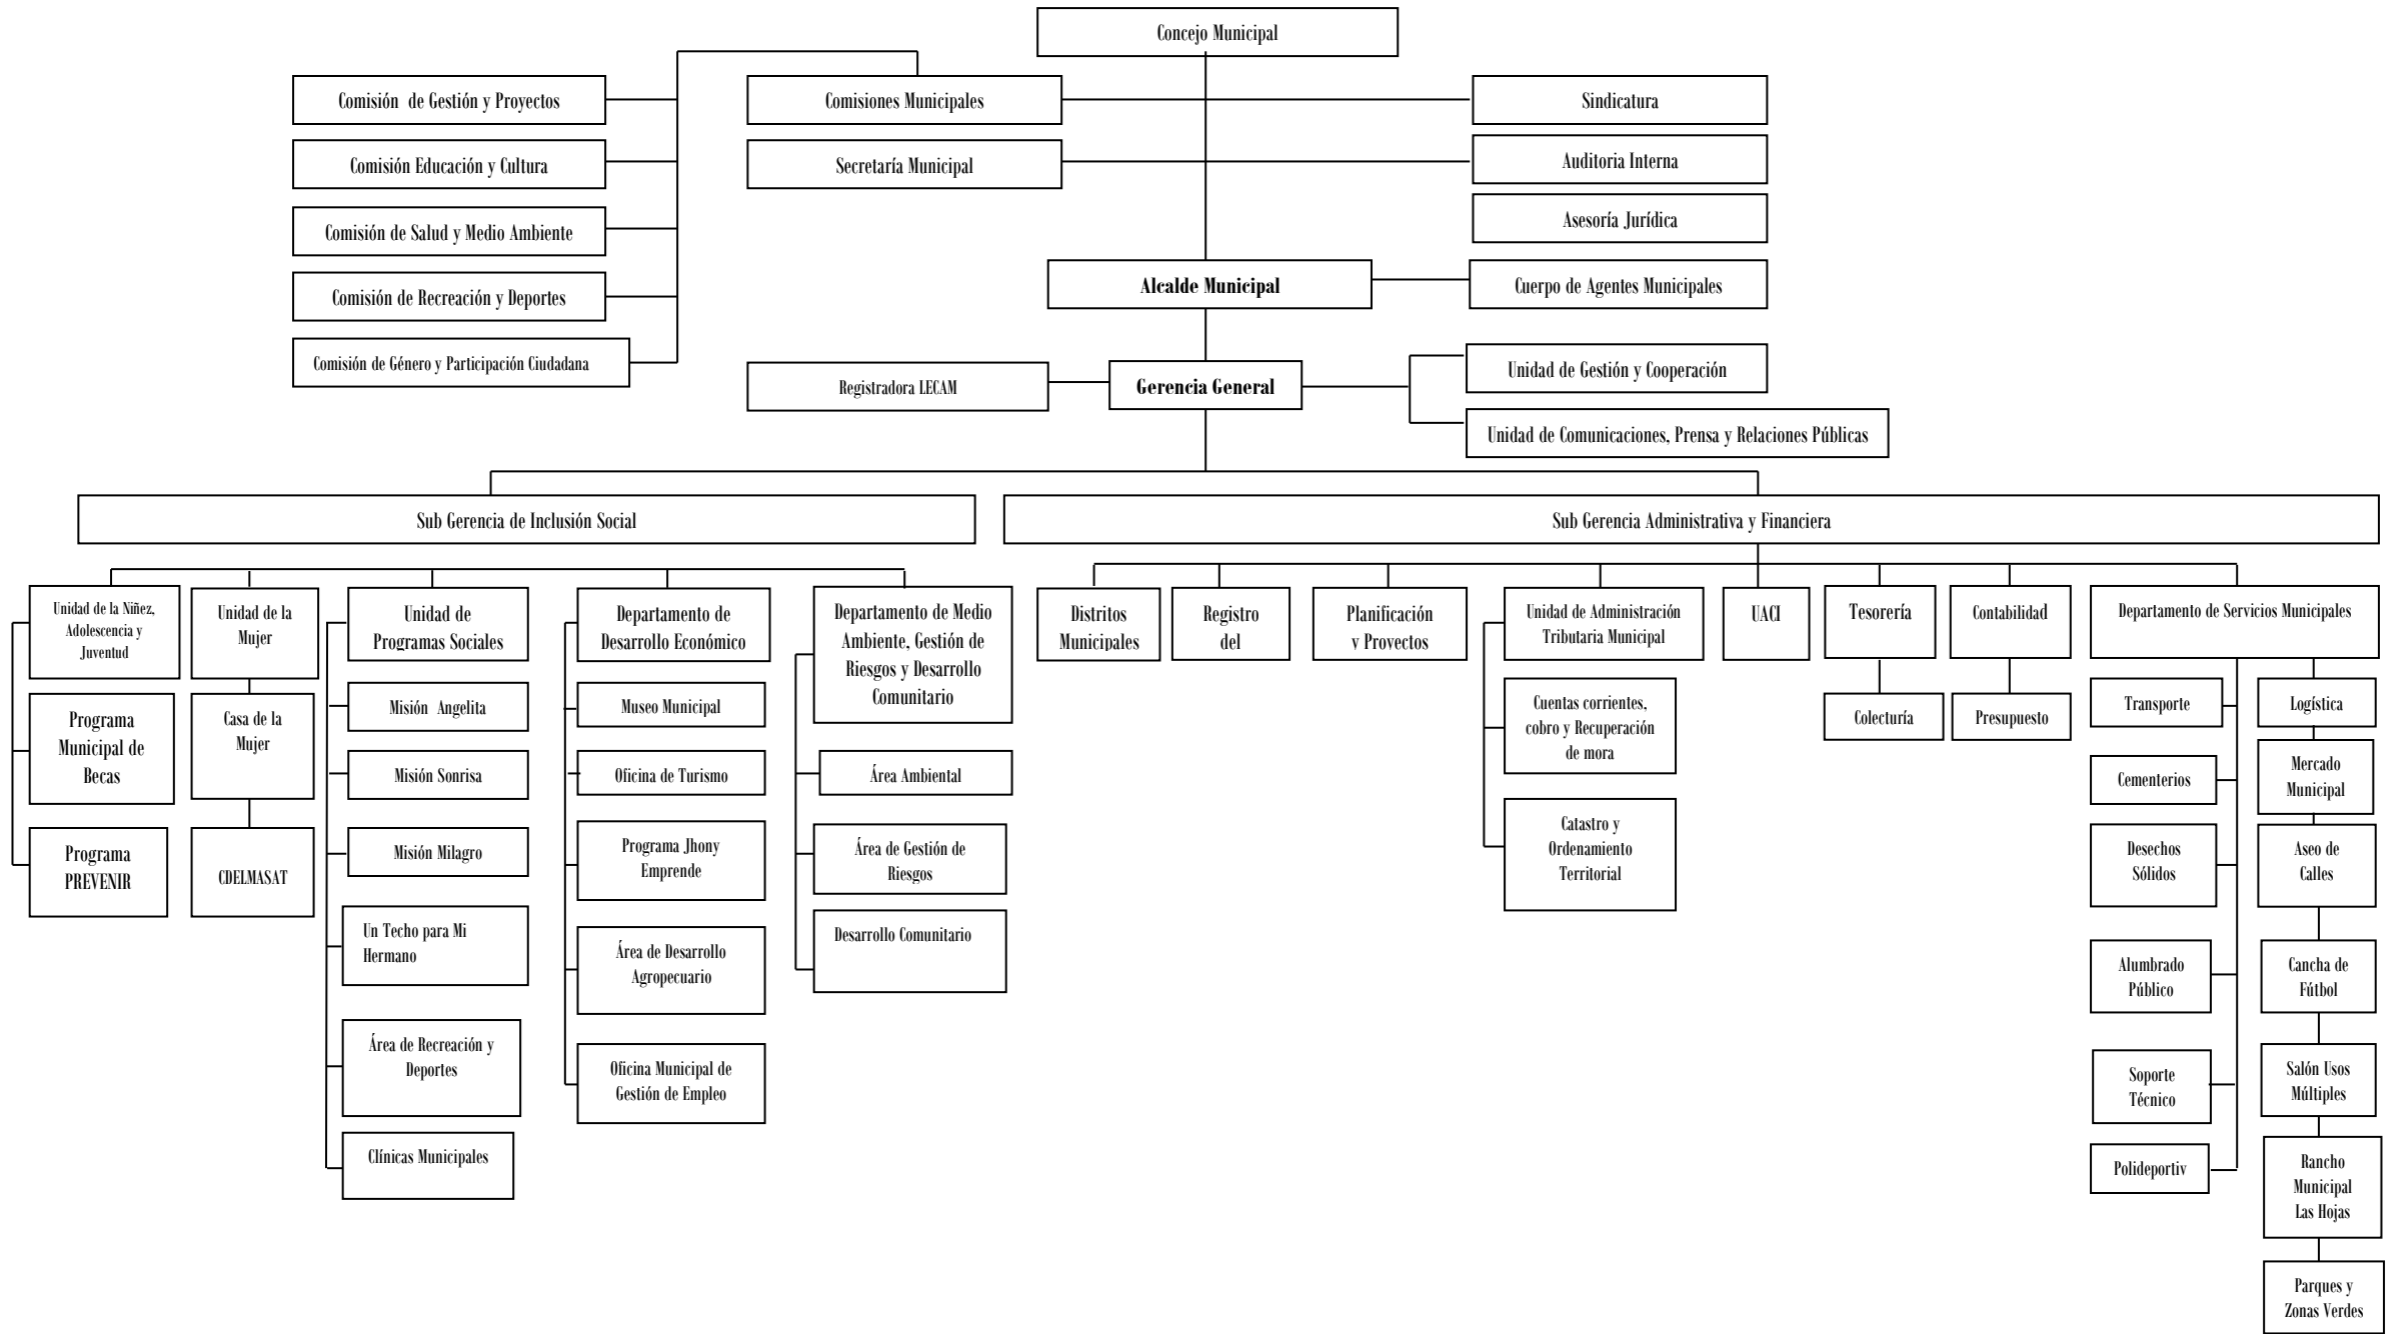 Concejo Municipal
Comisión de Gestión y Proyectos
Comisiones Municipales
Sindicatura
Comisión Educación y Cultura
Secretaría Municipal
Auditoria Interna
Comisión de Salud y Medio Ambiente
Asesoría Jurídica
Comisión de Recreación y Deportes
Alcalde Municipal
Cuerpo de Agentes Municipales
Comisión de Género y Participación Ciudadana
Registradora LECAM
Gerencia General
Unidad de Gestión y Cooperación
Unidad de Comunicaciones, Prensa y Relaciones Públicas
Sub Gerencia de Inclusión Social
Sub Gerencia Administrativa y Financiera
Unidad de la Niñez,
Adolescencia y
Juventud
Programa
Municipal de
Becas
Programa
PREVENIR
Unidad de la
Mujer
Casa de la
Mujer
CDELMASAT
Unidad de
Programas Sociales
Misión Angelita
Misión Sonrisa
Misión Milagro
Un Techo para Mi
Hermano
Área de Recreación y
Deportes
Clínicas Municipales
Departamento de
Desarrollo Económico
Museo Municipal
Oficina de Turismo
Programa Jhony
Emprende
Área de Desarrollo
Agropecuario
Oficina Municipal de
Gestión de Empleo
Departamento de Medio
Ambiente, Gestión de
Riesgos y Desarrollo
Comunitario
Área Ambiental
Área de Gestión de
Riesgos
Desarrollo Comunitario
Distritos
Municipales
Registro
del
Planificación
y Proyectos
Unidad de Administración
Tributaria Municipal
Cuentas corrientes,
cobro y Recuperación
de mora
Catastro y
Ordenamiento
Territorial
UACI
Tesorería
Colecturía
Contabilidad
Presupuesto
Departamento de Servicios Municipales
Transporte
Cementerios
Desechos
Sólidos
Alumbrado
Público
Soporte
Técnico
Polideportiv
Logística
Mercado
Municipal
Aseo de
Calles
Cancha de
Fútbol
Salón Usos
Múltiples
Rancho
Municipal
Las Hojas
Parques y
Zonas Verdes